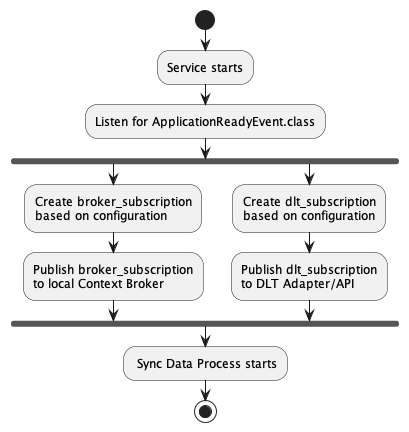 Service starts
Listen for ApplicationReadyEvent.class
Create broker_subscription
based on configuration
Create dlt_subscription
based on configuration
Publish broker_subscription
to local Context Broker
Publish dlt_subscription
to DLT Adapter/API
Sync Data Process starts